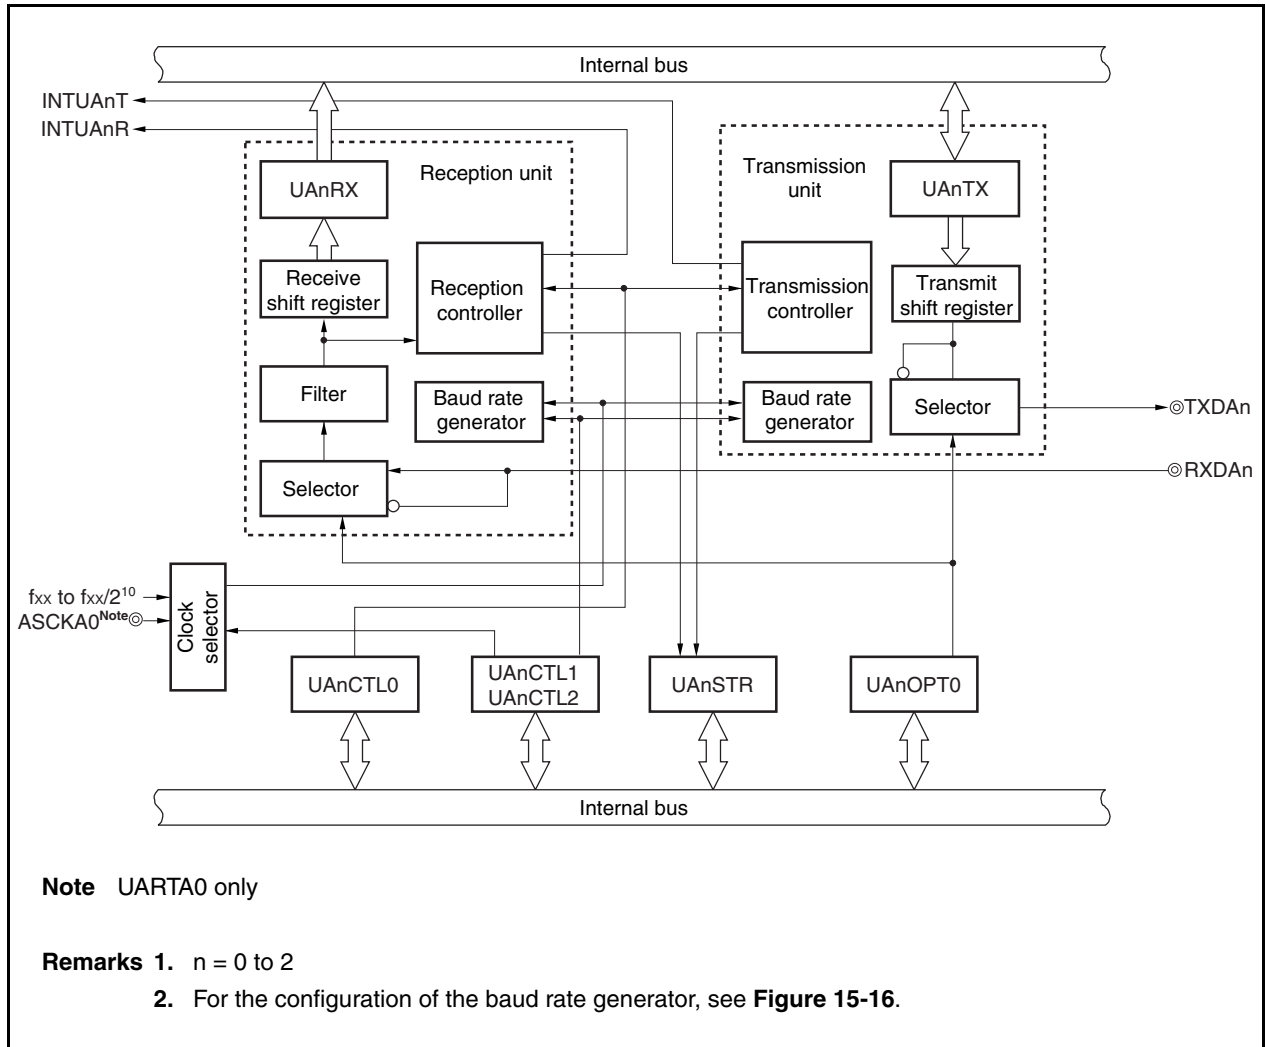 Internal bus
INTUAnT
INTUAnR
Reception unit
Transmission
unit
UAnRX
UAnTX
Receive
shift register
Reception
controller
Transmission
controller
Transmit
shift register
Filter
Baud rate
generator
Baud rate
generator
Selector
TXDAn
RXDAn
Selector
fxx to fxx/2¹⁰
ASCKA0Note
Clock
selector
UAnCTL0
UAnCTL1
UAnCTL2
UAnSTR
UAnOPT0
Internal bus
Note UARTA0 only
Remarks 1. n = 0 to 2
2. For the configuration of the baud rate generator, see Figure 15-16.